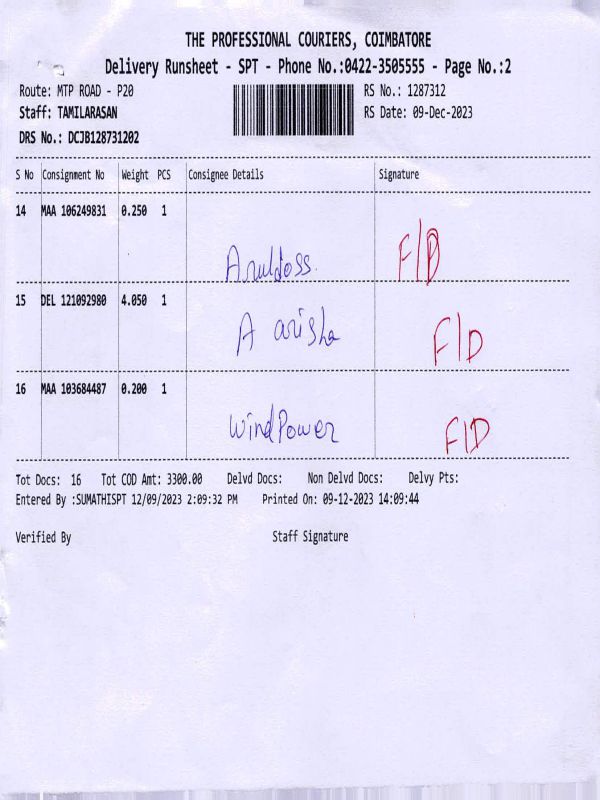 THE PROFESSIONAL COURIERS, COIMBATORE
Delivery Runsheet - SPT - Phone No.:0422-3505555 - Page No.:2
Route: MTP ROAD - P20 RS No.: 1287312
Staff: TAMILARASAN RS Date: 09-Dec-2023
DRS No.: DCJB128731202
S No Consignment No Weight PCS Consignee Details Signature
14 MAA 106249831 0.250 1
Aruldoss. F/D
15 DEL 121092980 4.050 1
A arisha F/D
16 MAA 103684487 0.200 1
WindPower F/D
Tot Docs: 16 Tot COD Amt: 3300.00 Delvd Docs: Non Delvd Docs: Delvy Pts:
Entered By :SUMATHISPT 12/09/2023 2:09:32 PM Printed On: 09-12-2023 14:09:44
Verified By Staff Signature